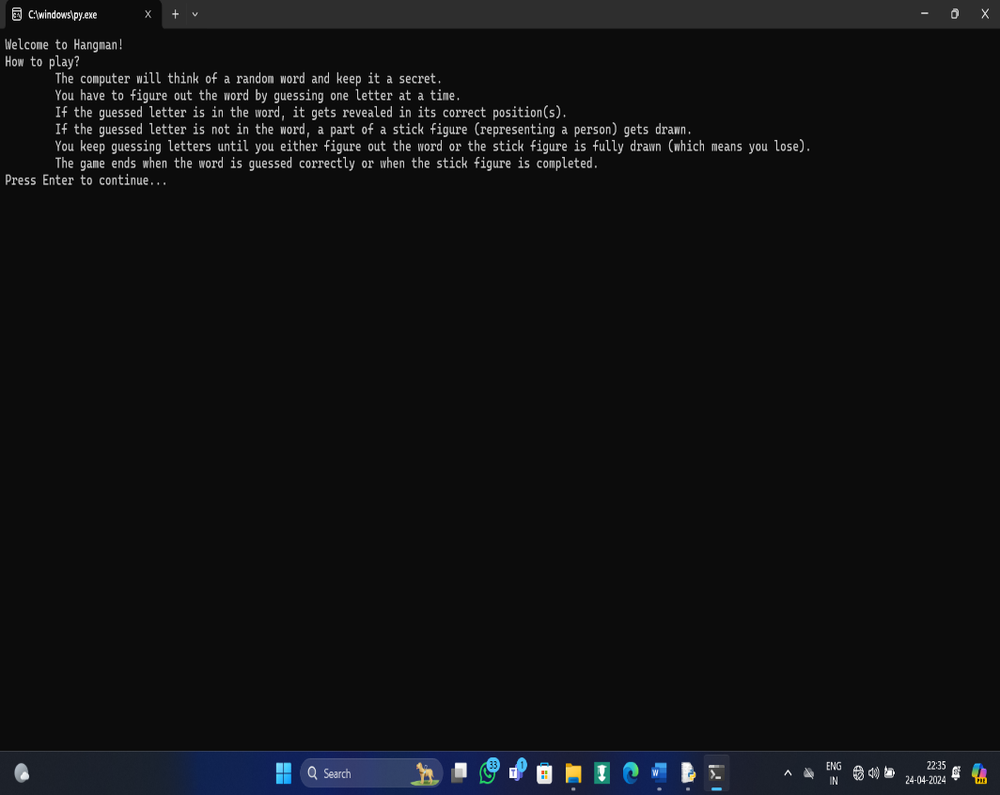 C:\windows\py.exe
Welcome to Hangman!
How to play?
The computer will think of a random word and keep it a secret.
You have to figure out the word by guessing one letter at a time.
If the guessed letter is in the word, it gets revealed in its correct position(s).
If the guessed letter is not in the word, a part of a stick figure (representing a person) gets drawn.
You keep guessing letters until you either figure out the word or the stick figure is fully drawn (which means you lose).
The game ends when the word is guessed correctly or when the stick figure is completed.
Press Enter to continue...
Search
33
1
ENG
IN
22:35
24-04-2024
PRE